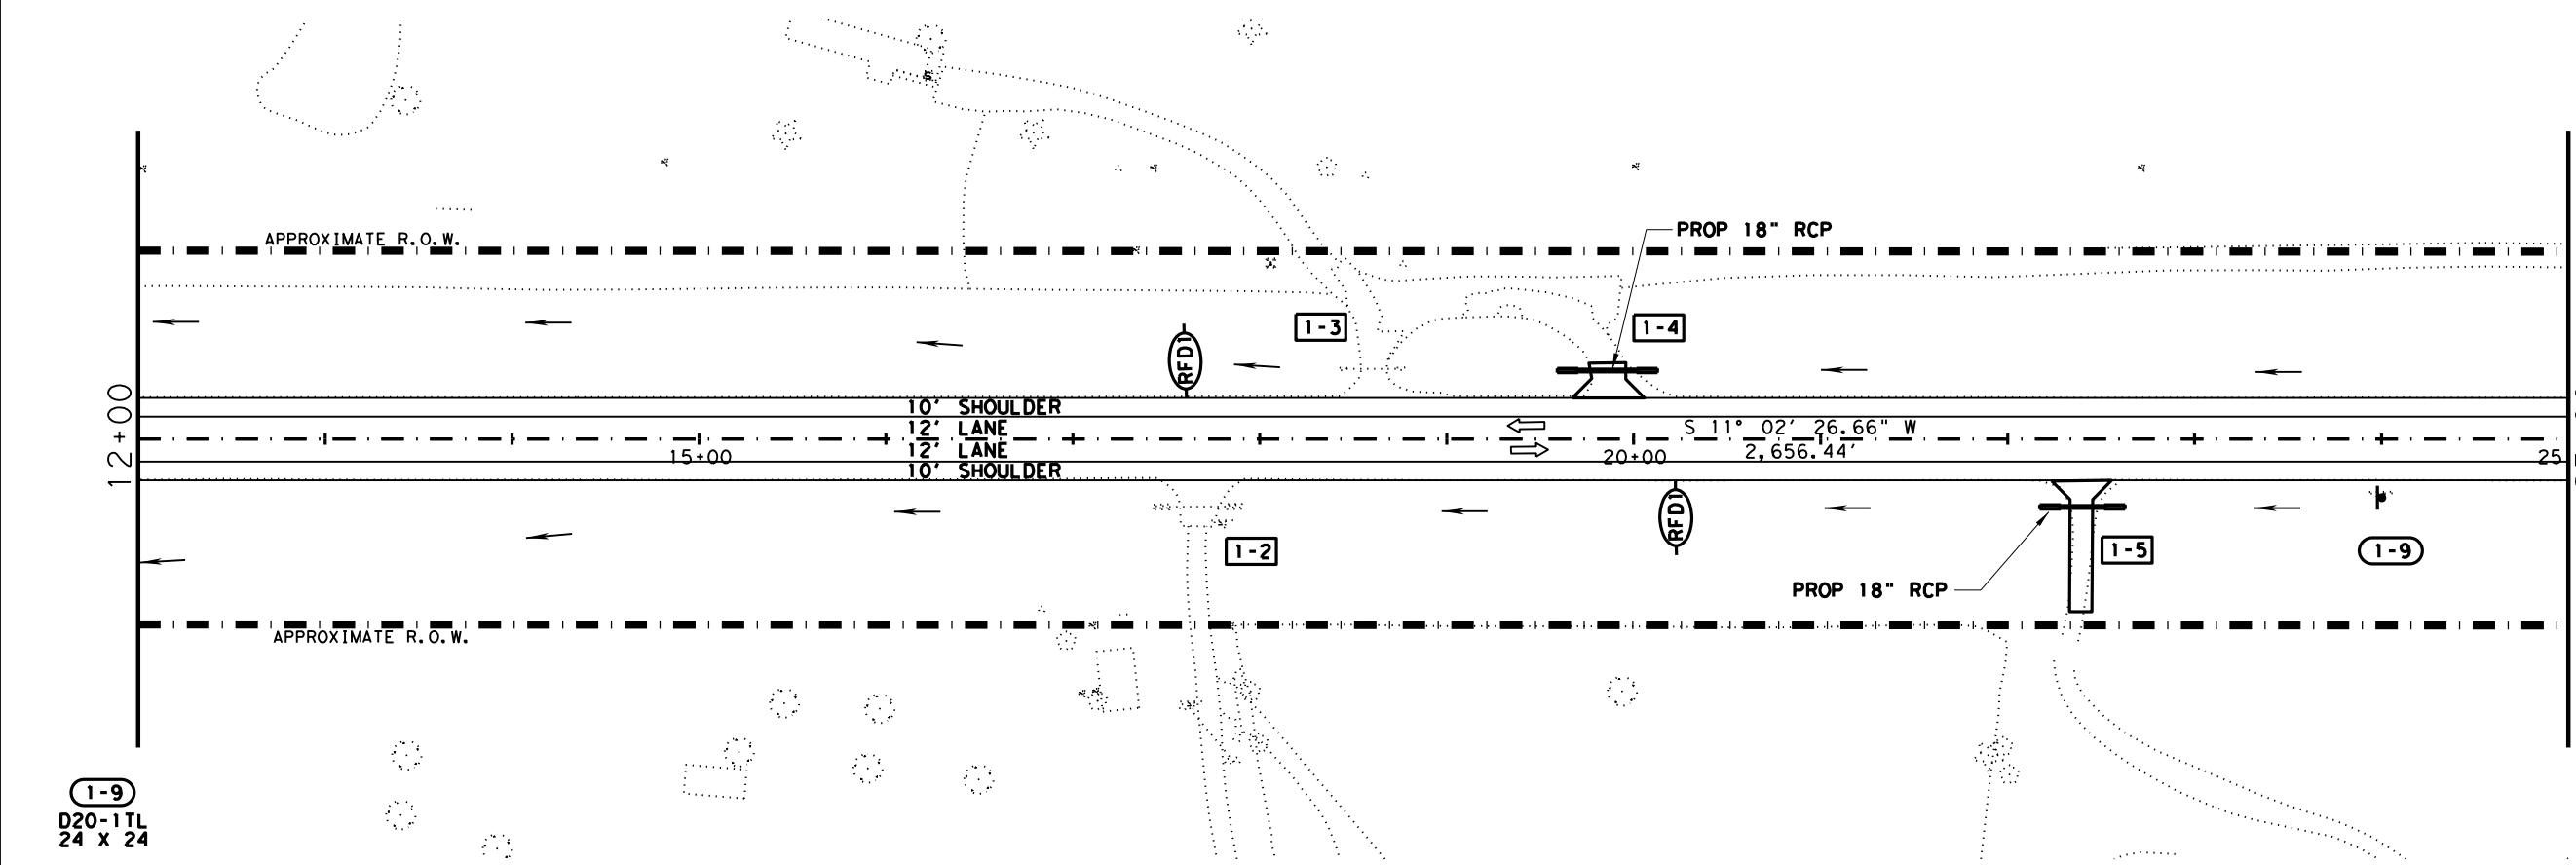 APPROXIMATE R.O.W.
PROP 18" RCP
1-3
1-4
RFD1
12+00
10' SHOULDER
12' LANE
S 11° 02' 26.66" W
12' LANE
2,656.44'
15+00
20+00
25
10' SHOULDER
RFD1
1-2
1-5
1-9
PROP 18" RCP
APPROXIMATE R.O.W.
1-9
D20-1TL
24 X 24